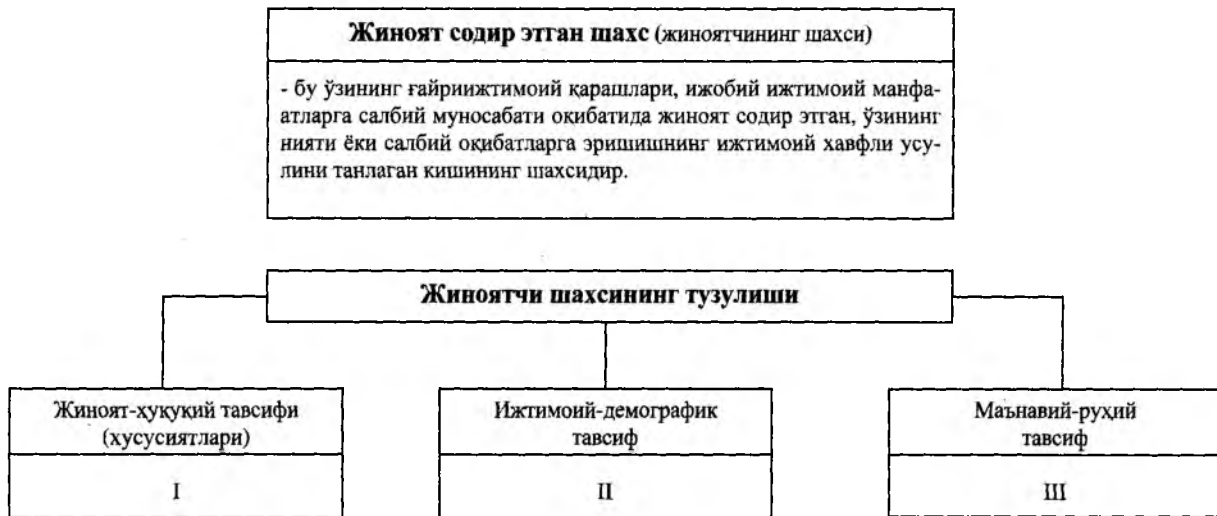 Жиноят содир этган шахс (жиноятчининг шахси)
- бу ўзининг ғайриижтимоий қарашлари, ижобий ижтимоий манфа-
атларга салбий муносабати оқибатида жиноят содир этган, ўзининг
нияти ёки салбий оқибатларга эришишнинг ижтимоий хавфли усу-
лини танлаган кишининг шахсидир.
Жиноятчи шахсининг тузулиши
Жиноят-ҳуқуқий тавсифи
(хусусиятлари)
I
Ижтимоий-демографик
тавсиф
II
Маънавий-руҳий
тавсиф
III